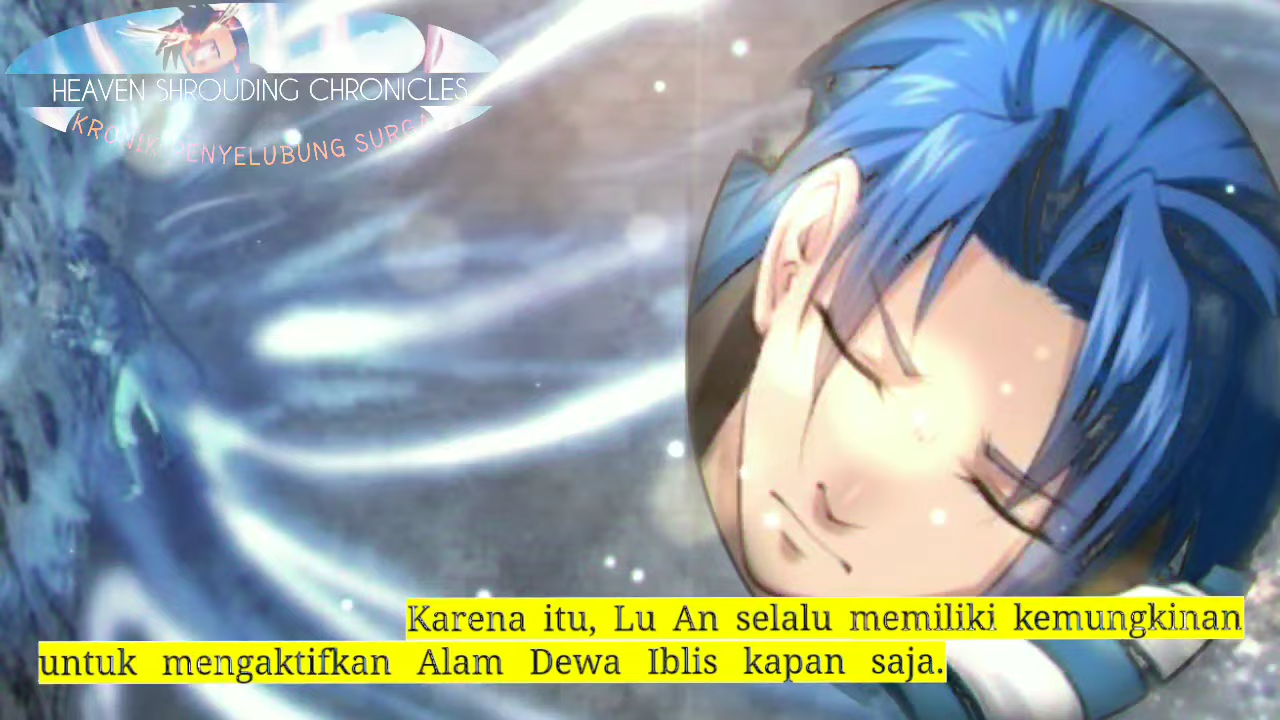 HEAVEN SHROUDING CHRONICLES
KRONIK PENYELUBUNG SURGA
Karena itu, Lu An selalu memiliki kemungkinan
untuk mengaktifkan Alam Dewa Iblis kapan saja.